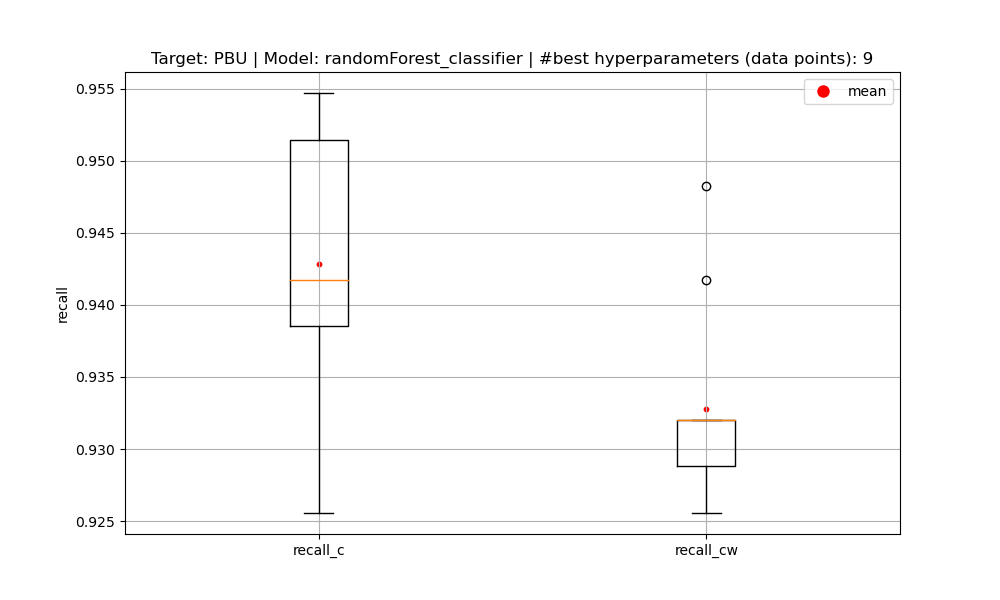 Target: PBU | Model: randomForest_classifier | #best hyperparameters (data points): 9
mean
0.955
0.950
0.945
0.940
0.935
0.930
0.925
recall
recall_c
recall_cw